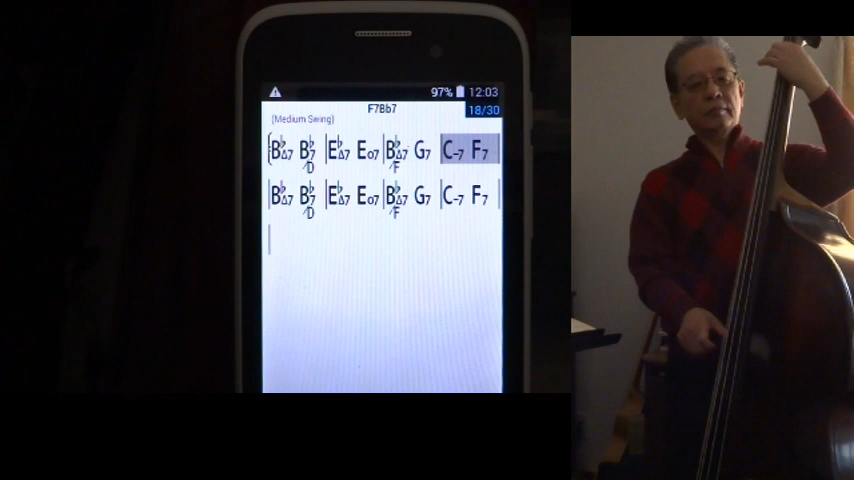 97% 12:03
F7Bb7
18/30
(Medium Swing)
B♭Δ7 B♭7/D E♭Δ7 Eo7 B♭Δ7/F G7 C-7 F7
B♭Δ7 B♭7/D E♭Δ7 Eo7 B♭Δ7/F G7 C-7 F7